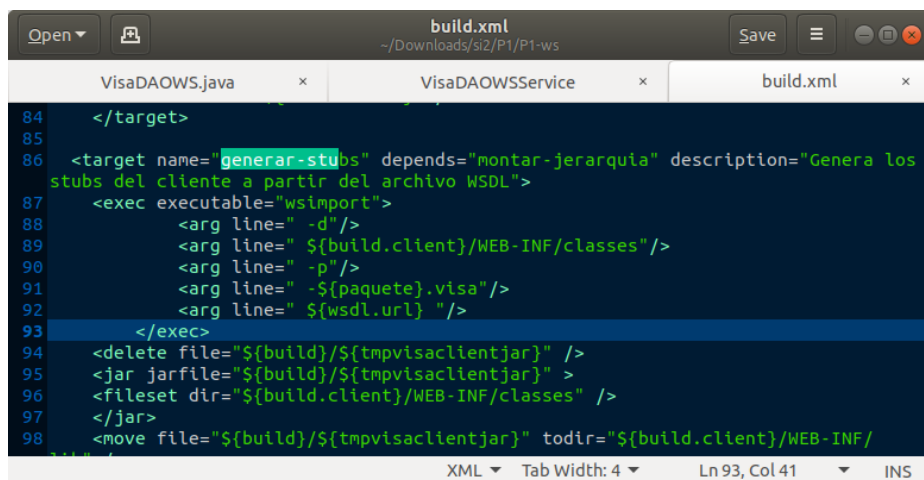 Open
build.xml
~/Downloads/si2/P1/P1-ws
Save
VisaDAOWS.java ×
VisaDAOWSService ×
build.xml ×
84 </target>
85
86 <target name="generar-stubs" depends="montar-jerarquia" description="Genera los
stubs del cliente a partir del archivo WSDL">
87 <exec executable="wsimport">
88 <arg line=" -d"/>
89 <arg line=" ${build.client}/WEB-INF/classes"/>
90 <arg line=" -p"/>
91 <arg line=" -${paquete}.visa"/>
92 <arg line=" ${wsdl.url} "/>
93 </exec>
94 <delete file="${build}/${tmpvisaclientjar}" />
95 <jar jarfile="${build}/${tmpvisaclientjar}" >
96 <fileset dir="${build.client}/WEB-INF/classes" />
97 </jar>
98 <move file="${build}/${tmpvisaclientjar}" todir="${build.client}/WEB-INF/
XML Tab Width: 4 Ln 93, Col 41 INS